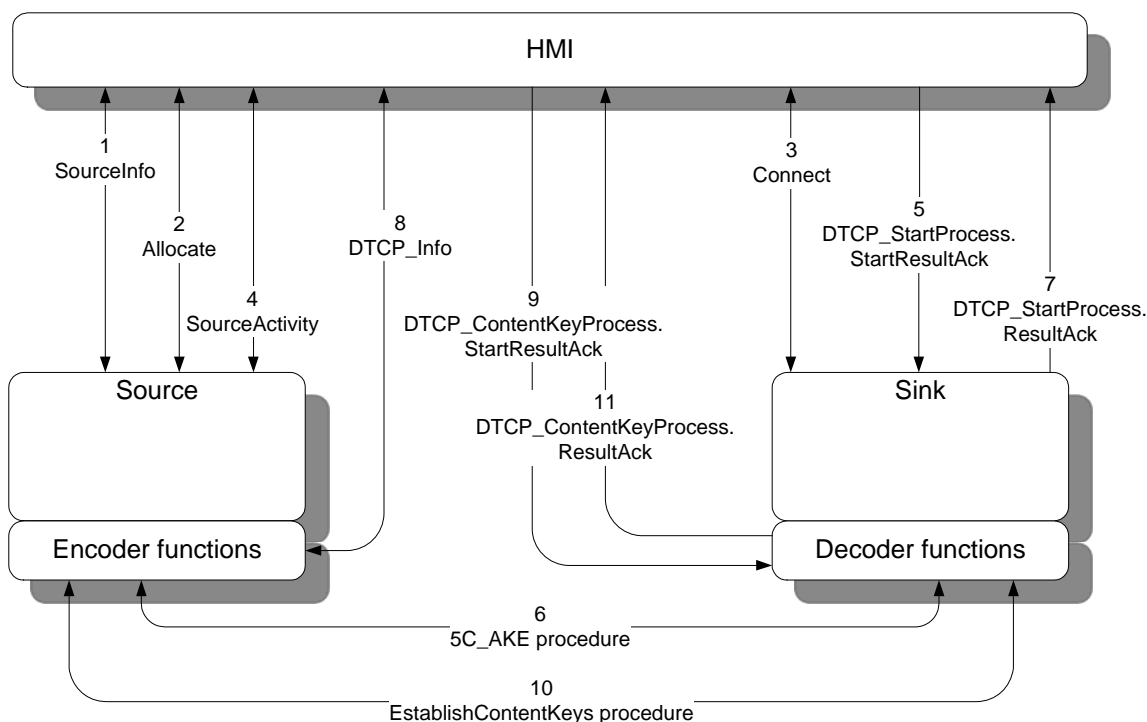 HMI
1
SourceInfo
2
Allocate
4
SourceActivity
8
DTCP_Info
9
DTCP_ContentKeyProcess.
StartResultAck
11
DTCP_ContentKeyProcess.
ResultAck
3
Connect
5
DTCP_StartProcess.
StartResultAck
7
DTCP_StartProcess.
ResultAck
Source
Sink
Encoder functions
Decoder functions
6
5C_AKE procedure
10
EstablishContentKeys procedure